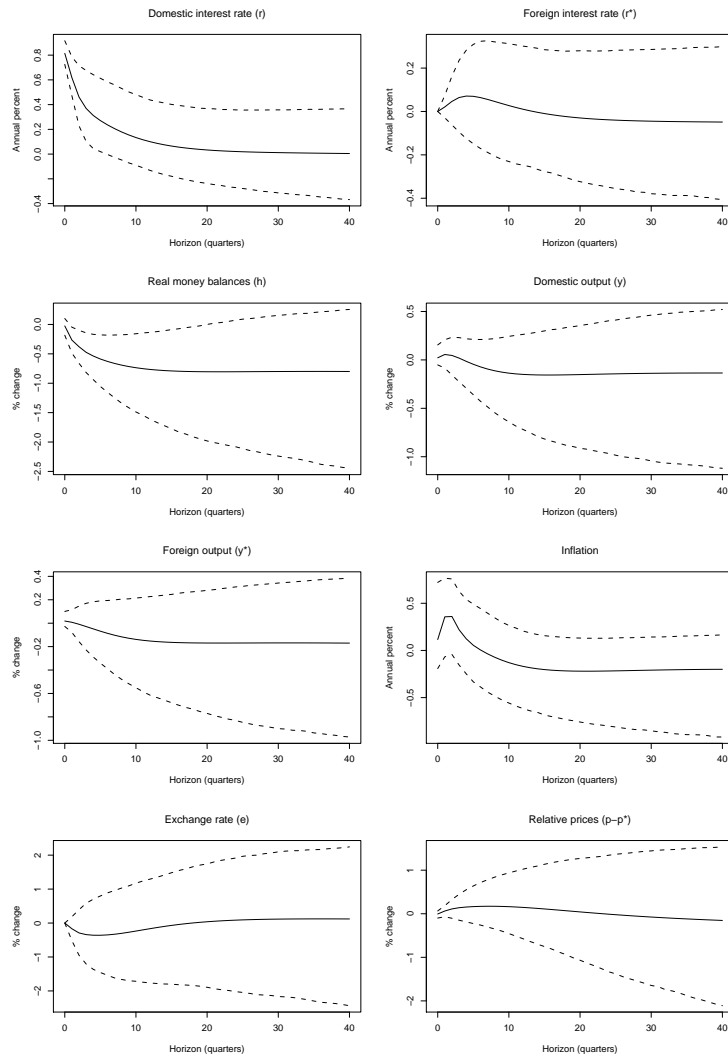 Domestic interest rate (r)
Annual percent
0.8
0.6
0.4
0.2
0.0
−0.4
0 10 20 30 40
Horizon (quarters)
Foreign interest rate (r*)
Annual percent
0.2
0.0
−0.2
−0.4
0 10 20 30 40
Horizon (quarters)
Real money balances (h)
% change
0.0
−0.5
−1.0
−1.5
−2.0
−2.5
0 10 20 30 40
Horizon (quarters)
Domestic output (y)
% change
0.5
0.0
−1.0
0 10 20 30 40
Horizon (quarters)
Foreign output (y*)
% change
0.4
0.2
−0.2
−0.6
−1.0
0 10 20 30 40
Horizon (quarters)
Inflation
Annual percent
0.5
0.0
−0.5
0 10 20 30 40
Horizon (quarters)
Exchange rate (e)
% change
2
1
0
−1
−2
0 10 20 30 40
Horizon (quarters)
Relative prices (p−p*)
% change
1
0
−1
−2
0 10 20 30 40
Horizon (quarters)